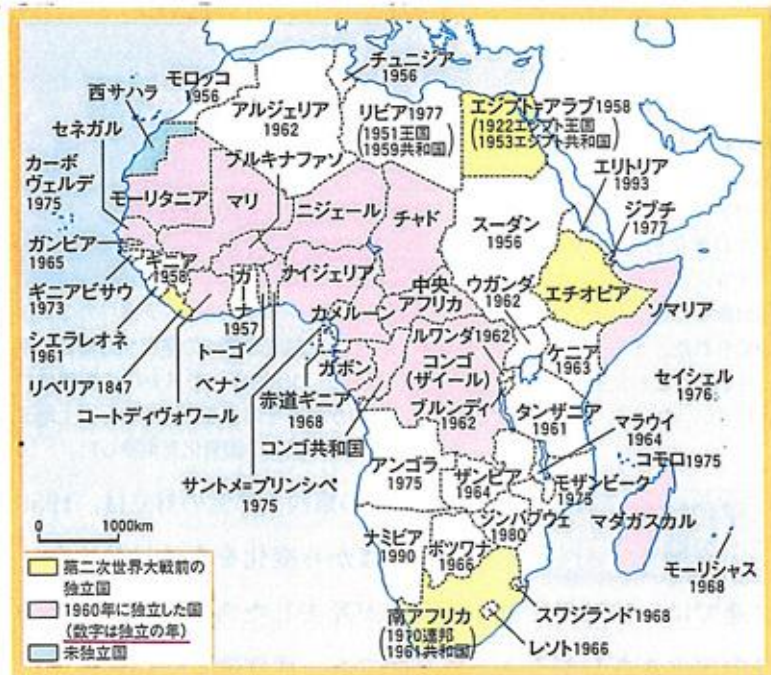 チュニジア
1956
モロッコ
1956
西サハラ
アルジェリア
1962
リビア1977
(1951王国
1959共和国)
エジプト=アラブ1958
(1922エジプト王国
1953エジプト共和国)
セネガル
ブルキナファソ
カーボ
ヴェルデ
1975
モーリタニア
マリ
ニジェール
チャド
スーダン
1956
エリトリア
1993
ジブチ
1977
ガンビア
1965
ギニア
1958
ガーナ
1957
ナイジェリア
中央
アフリカ
ウガンダ
1962
エチオピア
ソマリア
ギニアビサウ
1973
シエラレオネ
1961
カメルーン
ルワンダ1962
ケニア
1963
トーゴ
ガボン
コンゴ
(ザイール)
リベリア1847
ベナン
コートディヴォワール
赤道ギニア
1968
ブルンディ
1962
タンザニア
1961
セイシェル
1976
コンゴ共和国
マラウイ
1964
サントメ=プリンシペ
1975
アンゴラ
1975
ザンビア
1964
モザンビーク
1975
コモロ1975
ナミビア
1990
ボツワナ
1966
ジンバブウェ
1980
マダガスカル
モーリシャス
1968
南アフリカ
(1910連邦
1961共和国)
スワジランド1968
レソト1966
0 1000km
第二次世界大戦前の
独立国
1960年に独立した国
(数字は独立の年)
未独立国